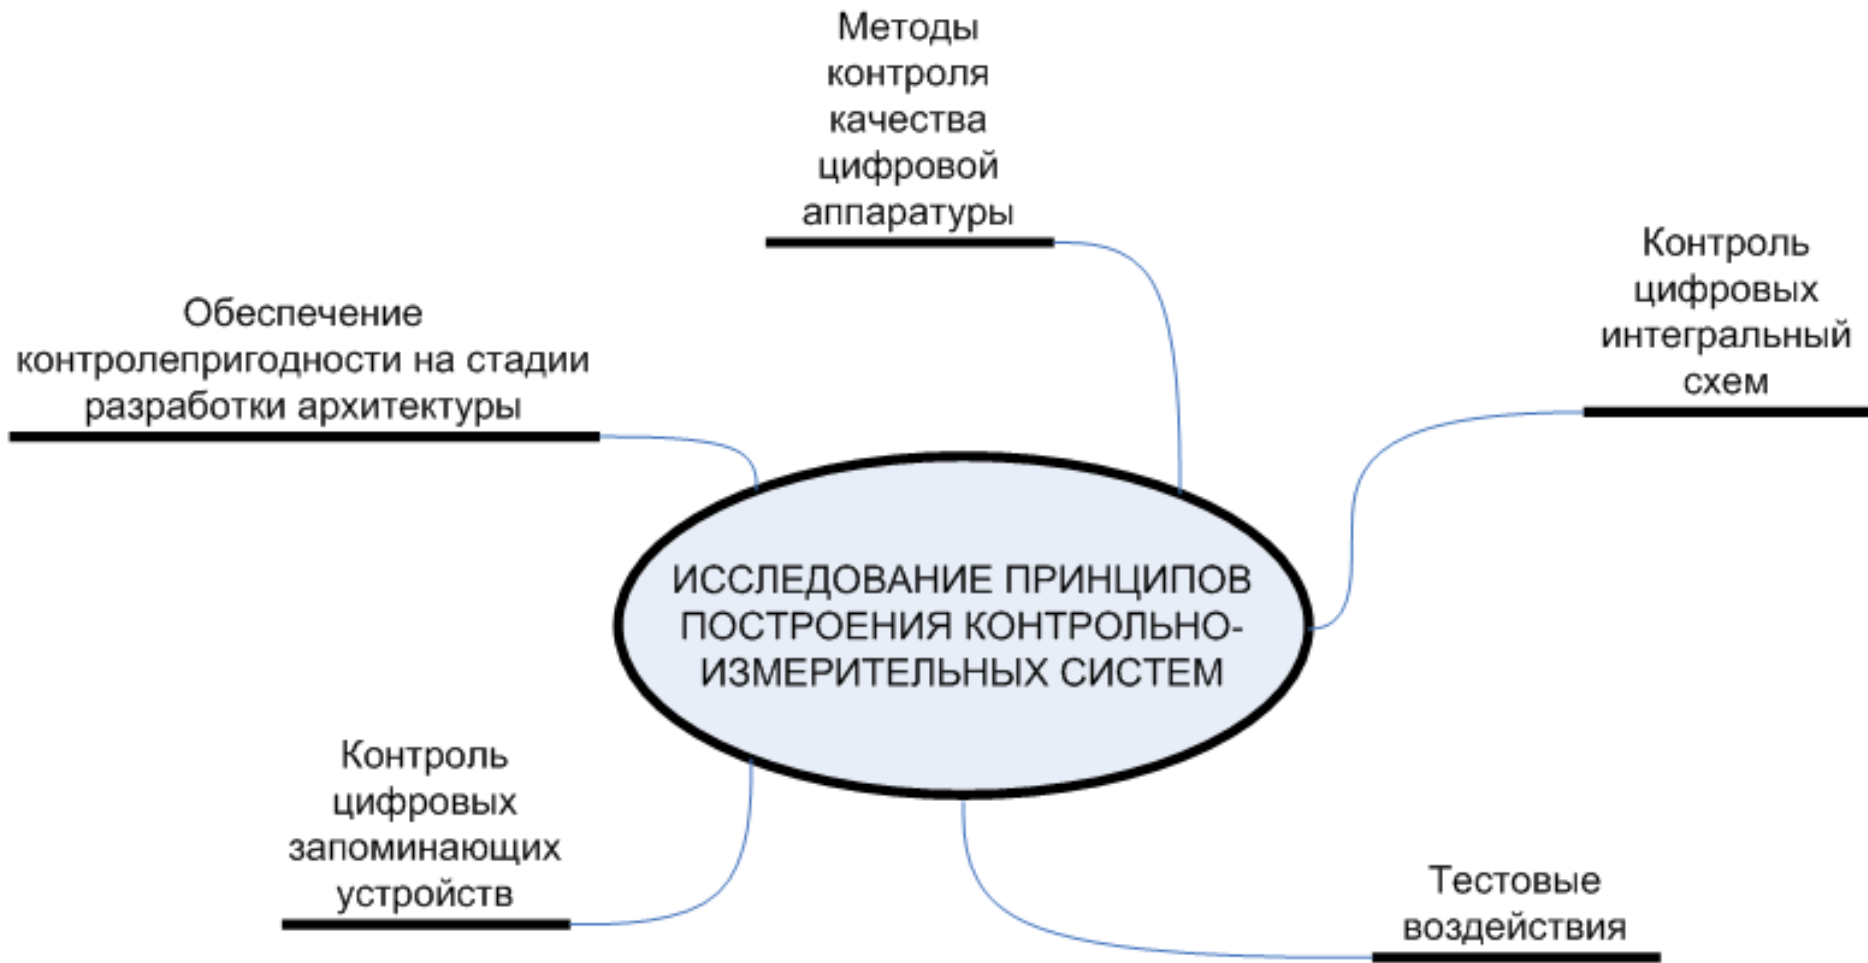 Методы
контроля
качества
цифровой
аппаратуры
Контроль
цифровых
интегральный
схем
Обеспечение
контролепригодности на стадии
разработки архитектуры
ИССЛЕДОВАНИЕ ПРИНЦИПОВ
ПОСТРОЕНИЯ КОНТРОЛЬНО-
ИЗМЕРИТЕЛЬНЫХ СИСТЕМ
Контроль
цифровых
запоминающих
устройств
Тестовые
воздействия